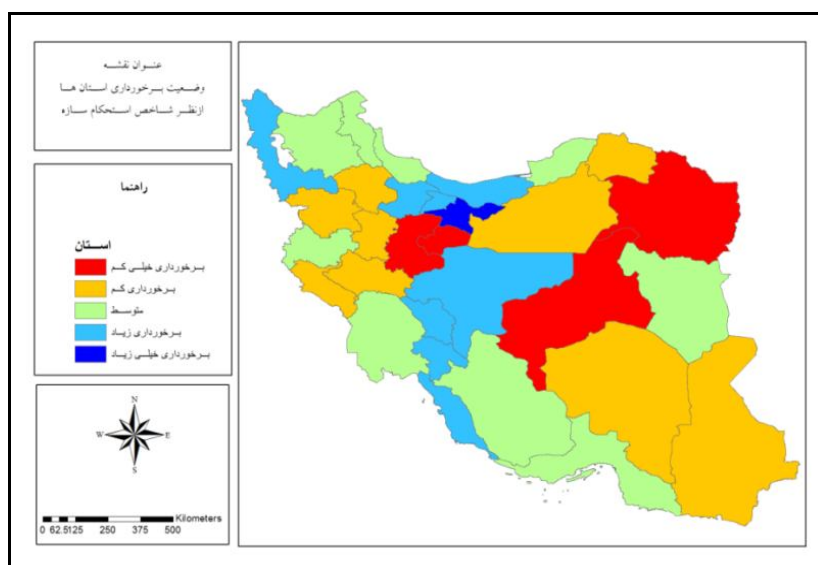 عنوان نقشه
وضعیت برخورداری استان ها
ازنظر شاخص استحکام سازه
راهنما
استان
برخورداری خیلی کم
برخورداری کم
متوسط
برخورداری زیاد
برخورداری خیلی زیاد
N
W E
S
Kilometers
0 62.5125 250 375 500